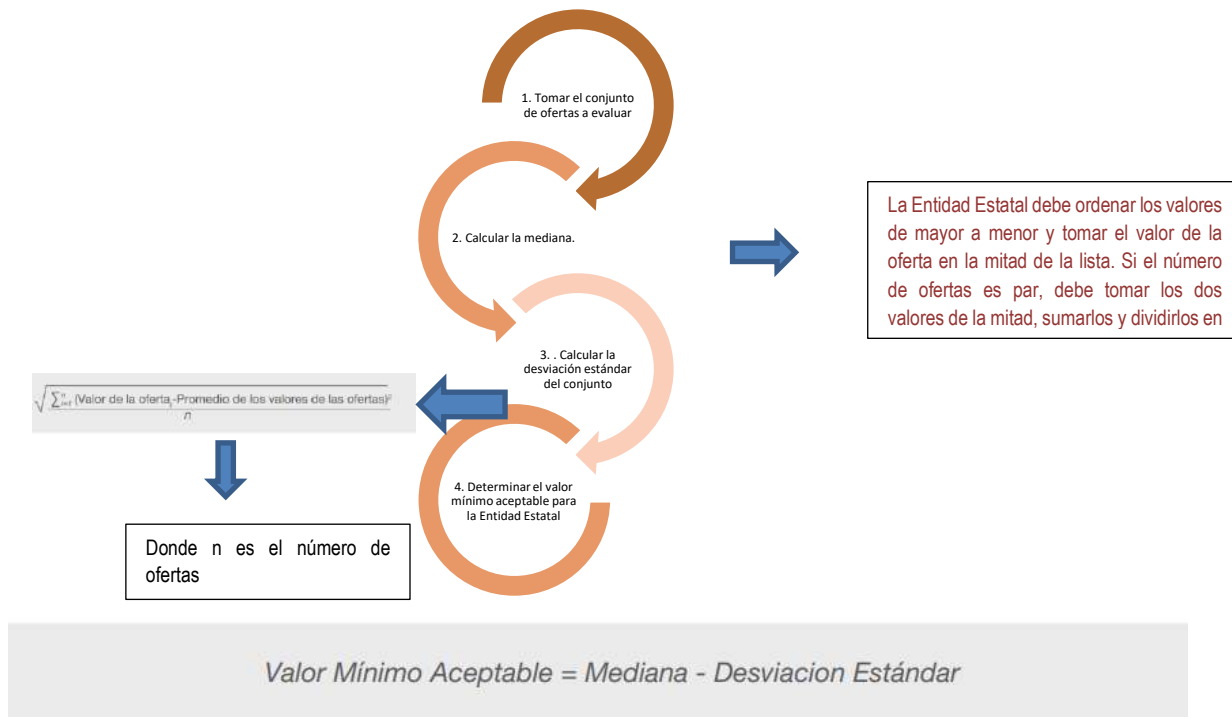 1. Tomar el conjunto
de ofertas a evaluar
2. Calcular la mediana.
La Entidad Estatal debe ordenar los valores
de mayor a menor y tomar el valor de la
oferta en la mitad de la lista. Si el número
de ofertas es par, debe tomar los dos
valores de la mitad, sumarlos y dividirlos en
3. . Calcular la
desviación estándar
del conjunto
√ ∑ⁿᵢ₌₁ (Valor de la ofertaᵢ-Promedio de los valores de las ofertas)²
n
4. Determinar el valor
mínimo aceptable para
la Entidad Estatal
Donde n es el número de
ofertas
Valor Mínimo Aceptable = Mediana - Desviacion Estándar